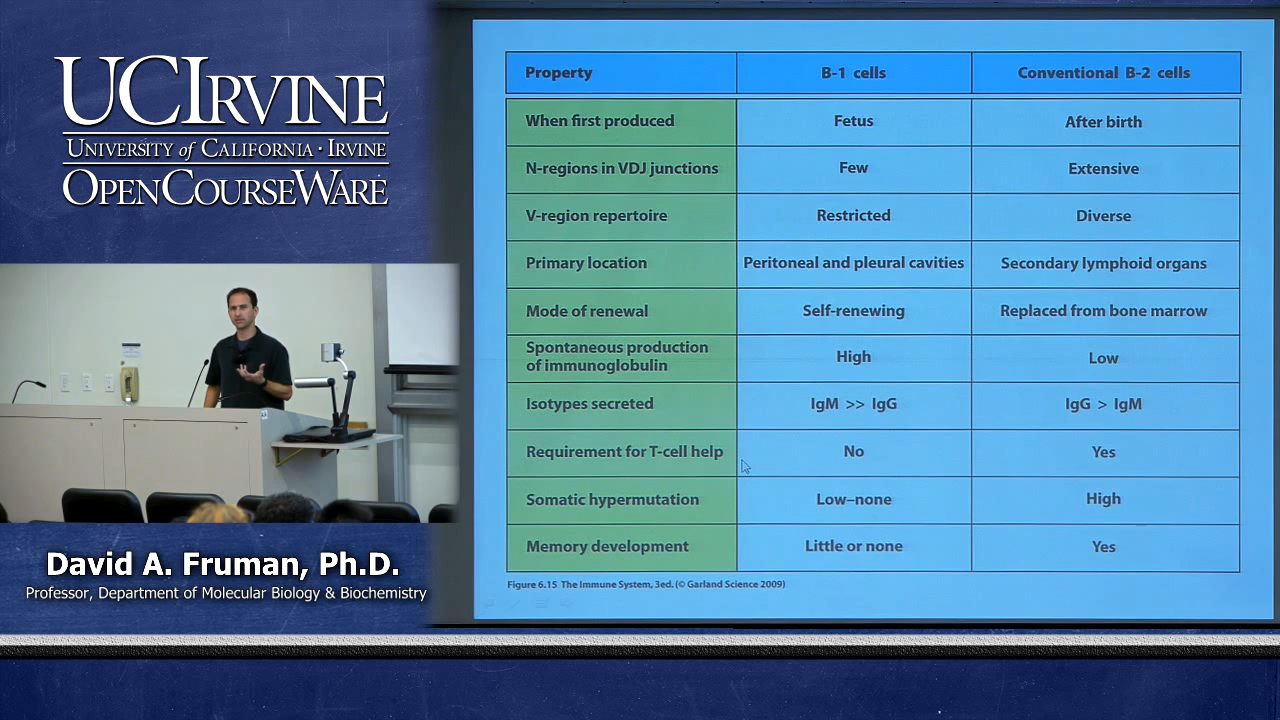 UCIRVINE
UNIVERSITY of CALIFORNIA · IRVINE
OPENCOURSEWARE
David A. Fruman, Ph.D.
Professor, Department of Molecular Biology & Biochemistry
Property B-1 cells Conventional B-2 cells
When first produced Fetus After birth
N-regions in VDJ junctions Few Extensive
V-region repertoire Restricted Diverse
Primary location Peritoneal and pleural cavities Secondary lymphoid organs
Mode of renewal Self-renewing Replaced from bone marrow
Spontaneous production
of immunoglobulin High Low
Isotypes secreted IgM >> IgG IgG > IgM
Requirement for T-cell help No Yes
Somatic hypermutation Low–none High
Memory development Little or none Yes
Figure 6.15 The Immune System, 3ed. (© Garland Science 2009)